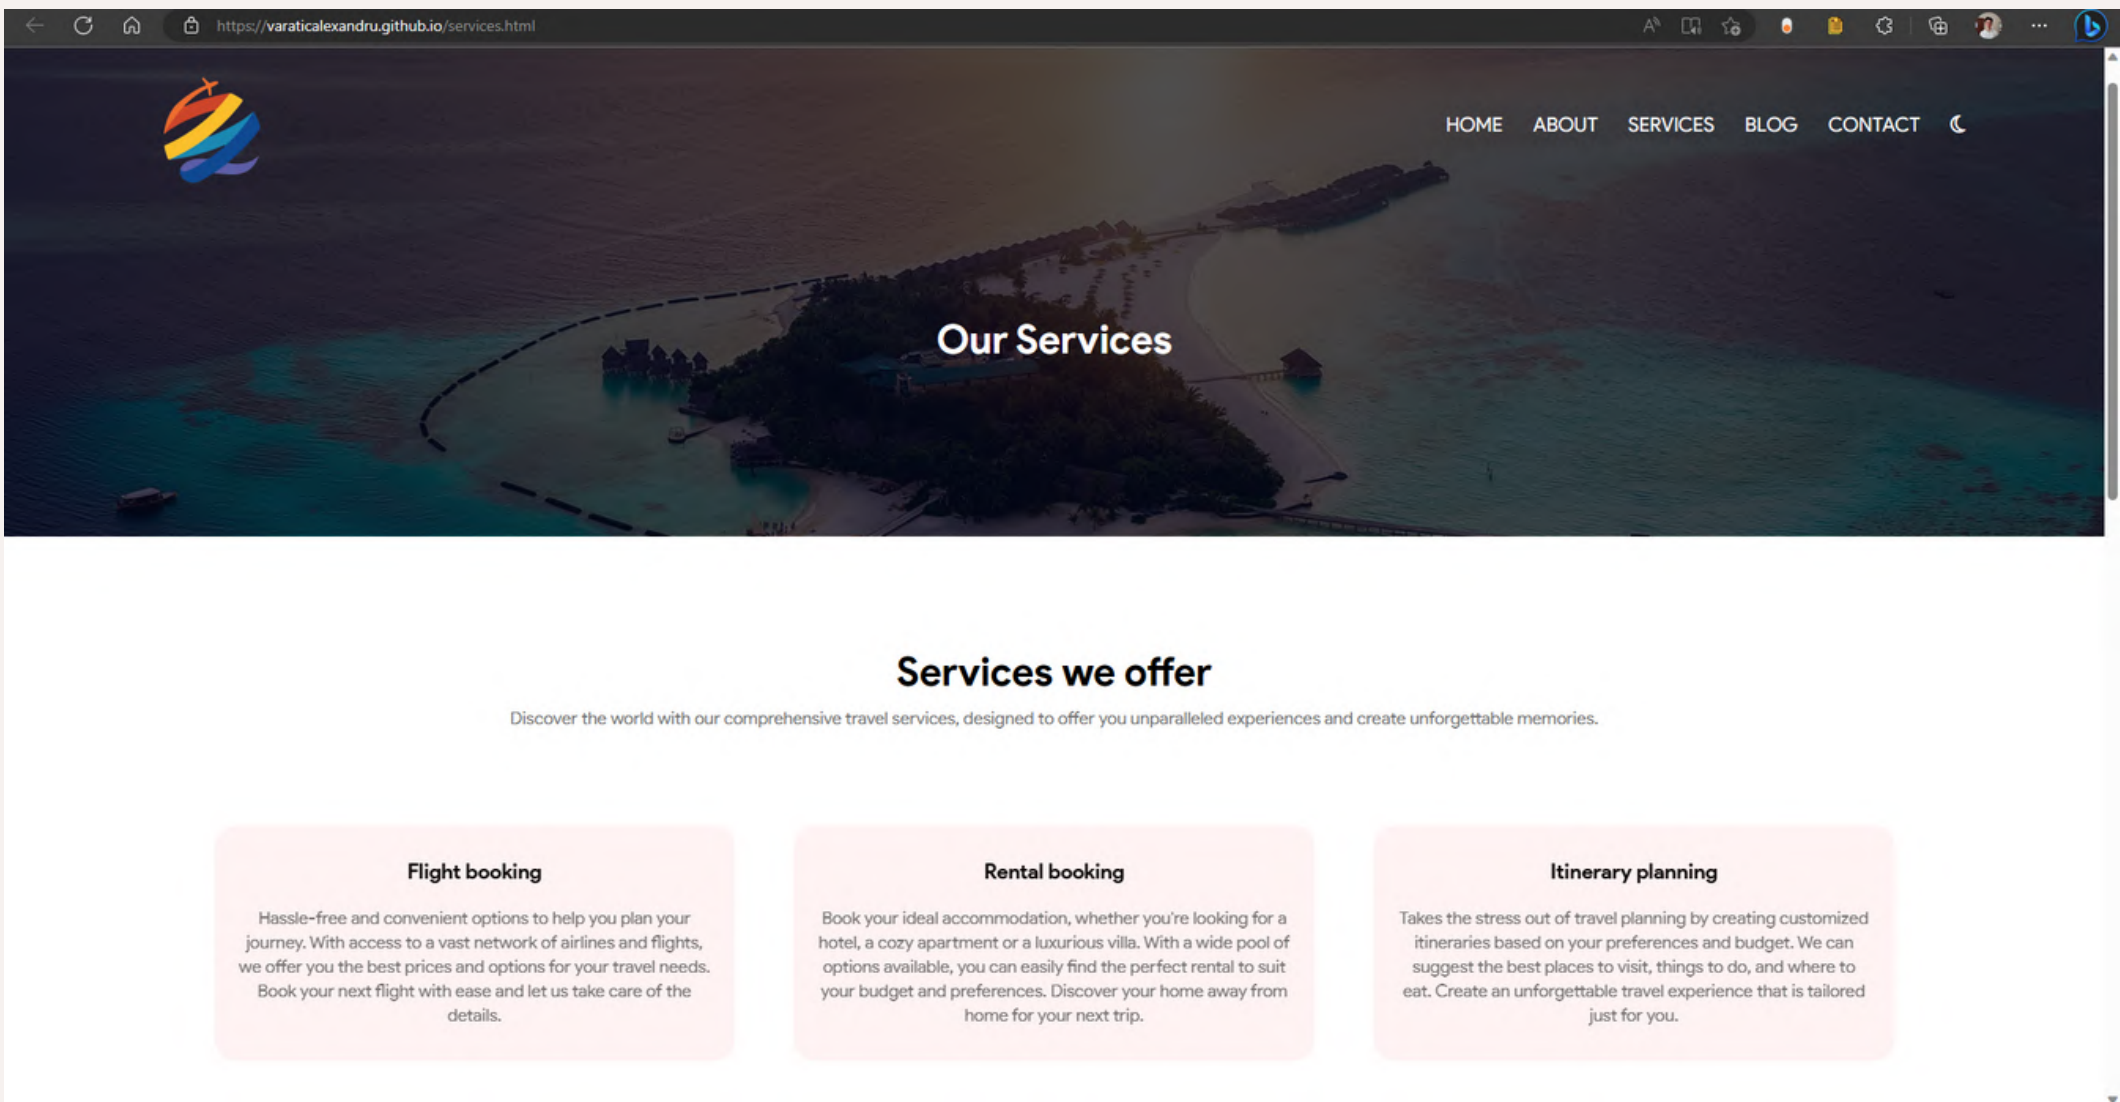 https://varaticalexandru.github.io/services.html
HOME ABOUT SERVICES BLOG CONTACT
Our Services
Services we offer
Discover the world with our comprehensive travel services, designed to offer you unparalleled experiences and create unforgettable memories.
Flight booking
Hassle-free and convenient options to help you plan your
journey. With access to a vast network of airlines and flights,
we offer you the best prices and options for your travel needs.
Book your next flight with ease and let us take care of the
details.
Rental booking
Book your ideal accommodation, whether you're looking for a
hotel, a cozy apartment or a luxurious villa. With a wide pool of
options available, you can easily find the perfect rental to suit
your budget and preferences. Discover your home away from
home for your next trip.
Itinerary planning
Takes the stress out of travel planning by creating customized
itineraries based on your preferences and budget. We can
suggest the best places to visit, things to do, and where to
eat. Create an unforgettable travel experience that is tailored
just for you.